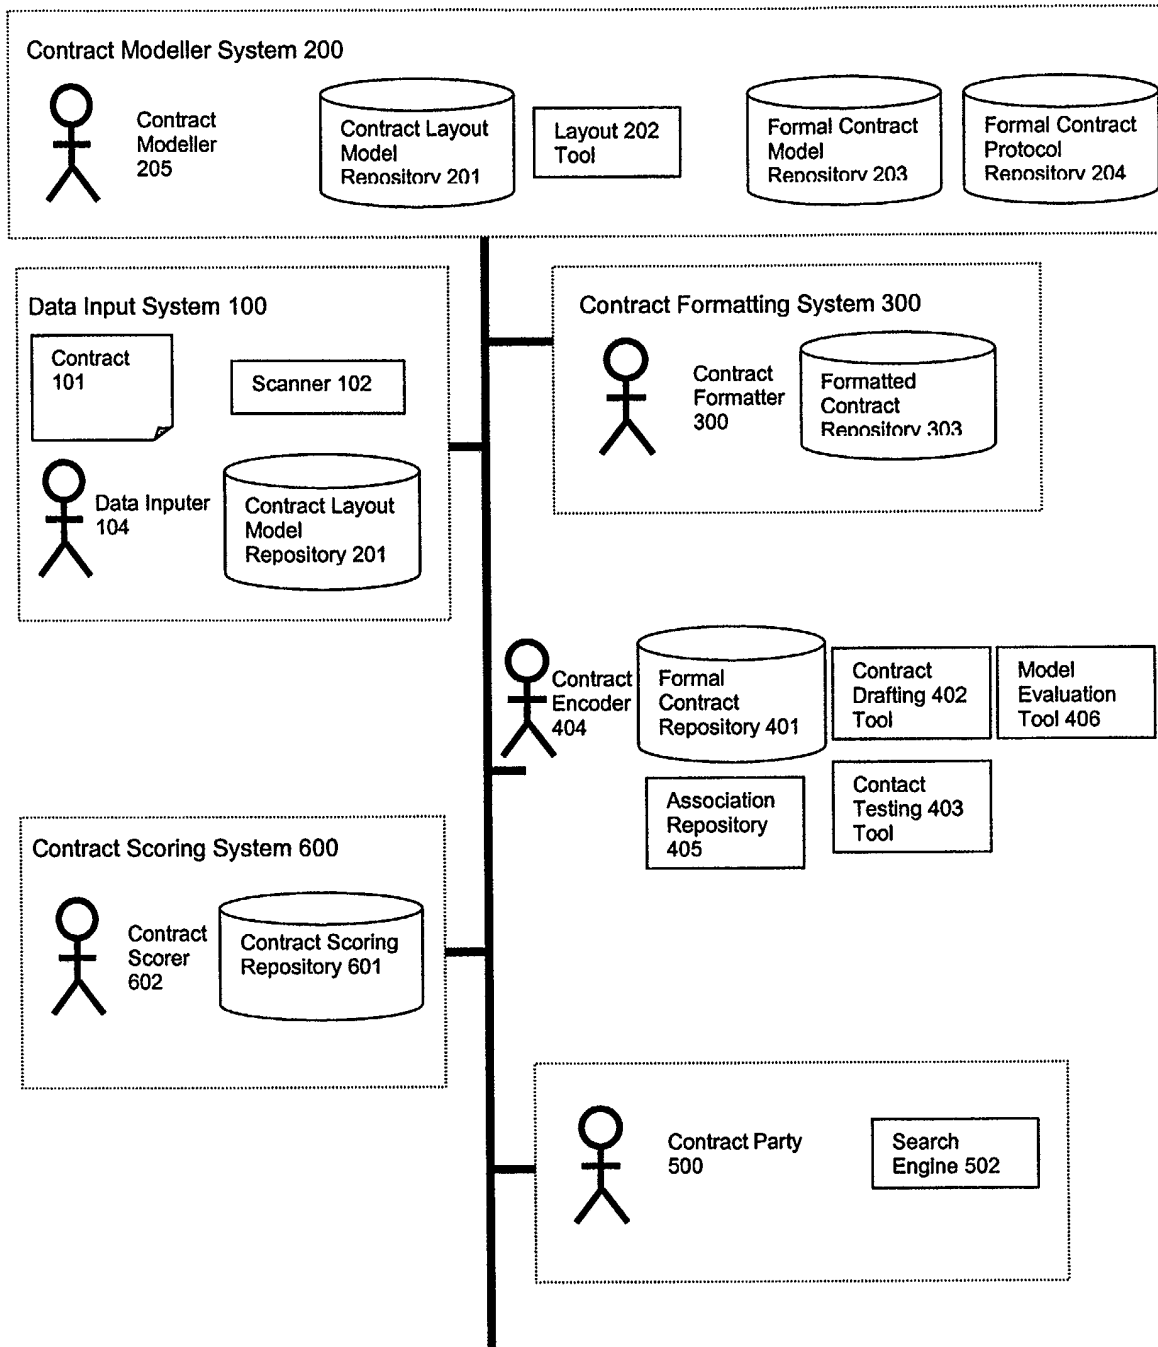 Contract Modeller System 200
Contract
Modeller
205
Contract Layout
Model
Repository 201
Layout 202
Tool
Formal Contract
Model
Repository 203
Formal Contract
Protocol
Repository 204
Data Input System 100
Contract
101
Scanner 102
Data Inputer
104
Contract Layout
Model
Repository 201
Contract Formatting System 300
Contract
Formatter
300
Formatted
Contract
Repository 303
Contract
Encoder
404
Formal
Contract
Repository 401
Contract
Drafting 402
Tool
Model
Evaluation
Tool 406
Association
Repository
405
Contact
Testing 403
Tool
Contract Scoring System 600
Contract
Scorer
602
Contract Scoring
Repository 601
Contract Party
500
Search
Engine 502